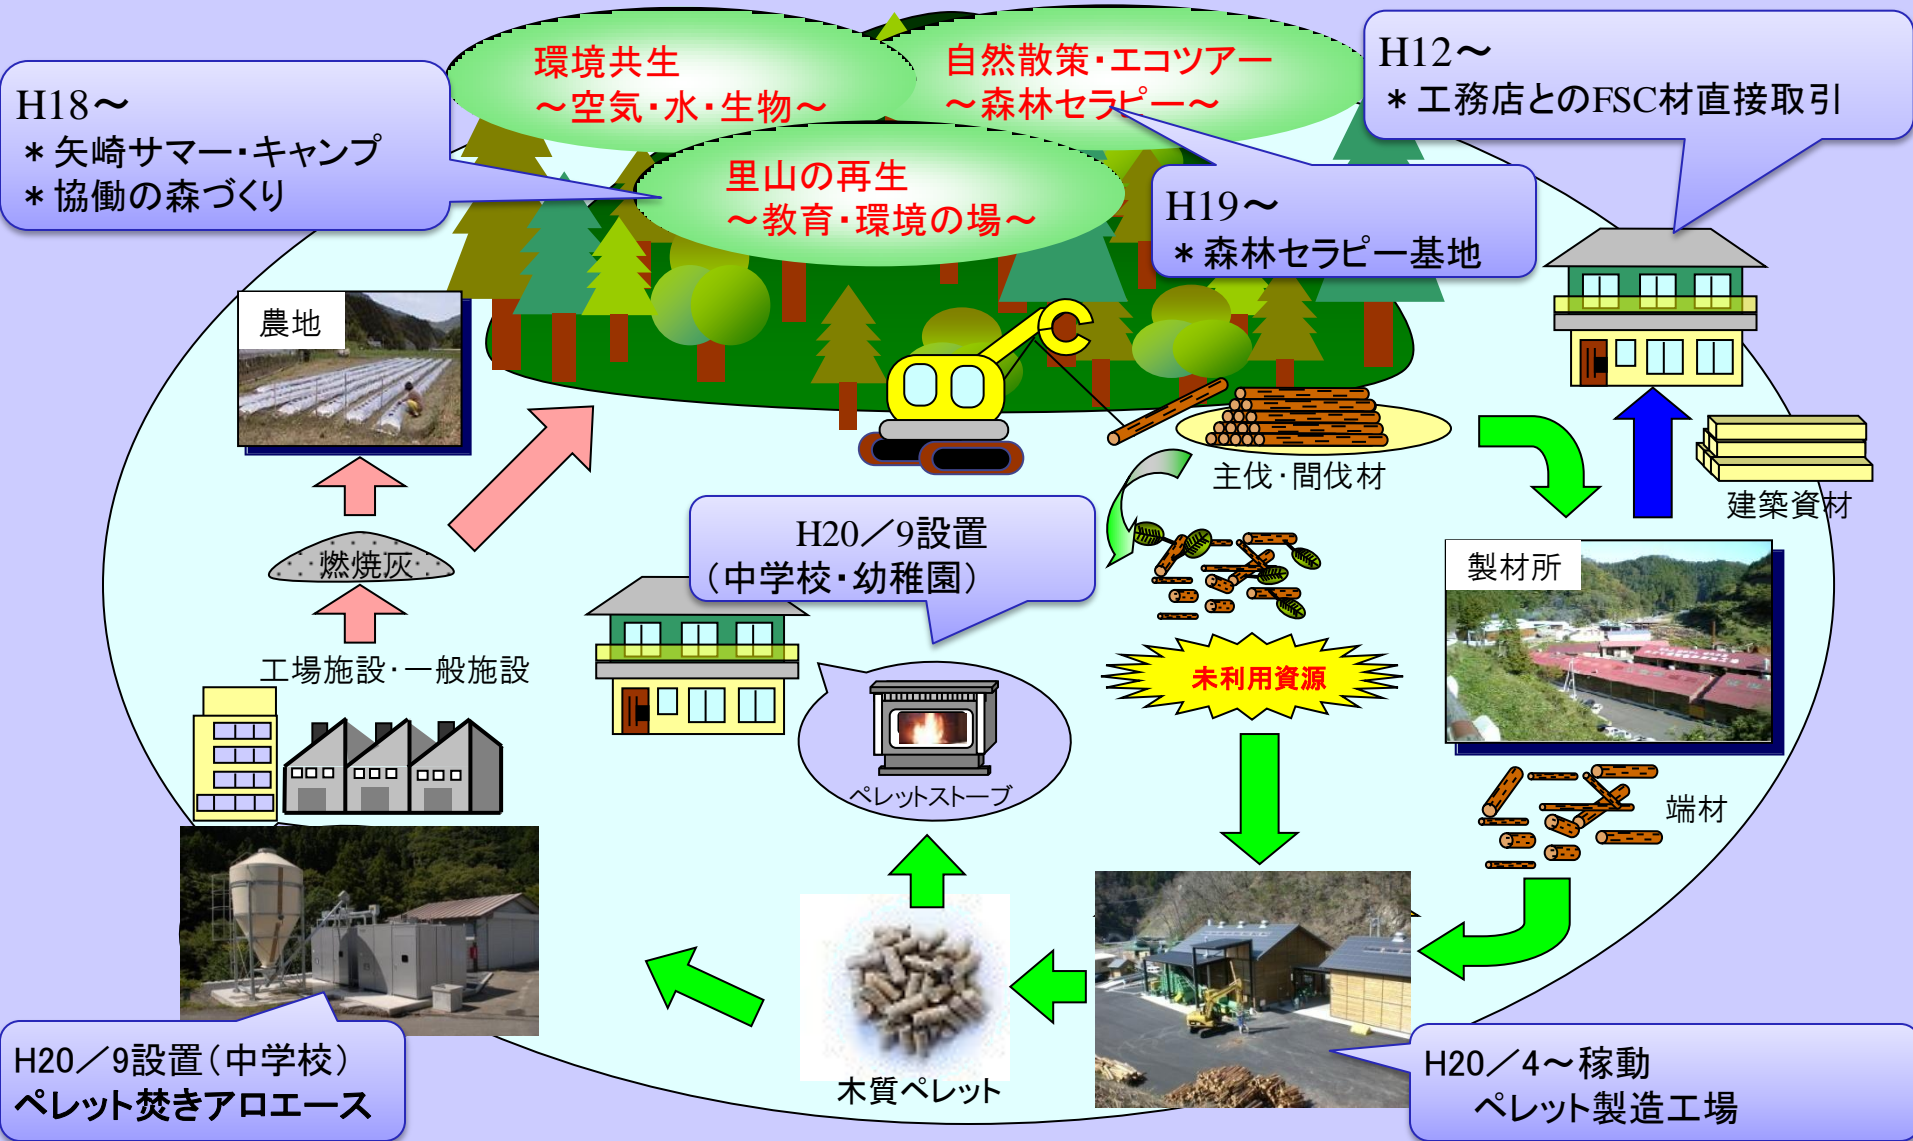 環境共生
～空気・水・生物～
自然散策・エコツアー
～森林セラピー～
里山の再生
～教育・環境の場～
H18～
＊矢崎サマー・キャンプ
＊協働の森づくり
H12～
＊工務店とのFSC材直接取引
H19～
＊森林セラピー基地
農地
主伐・間伐材
建築資材
H20／9設置
（中学校・幼稚園）
燃焼灰
製材所
工場施設・一般施設
未利用資源
ペレットストーブ
端材
木質ペレット
H20／9設置（中学校）
ペレット焚きアロエース
H20／4～稼動
ペレット製造工場